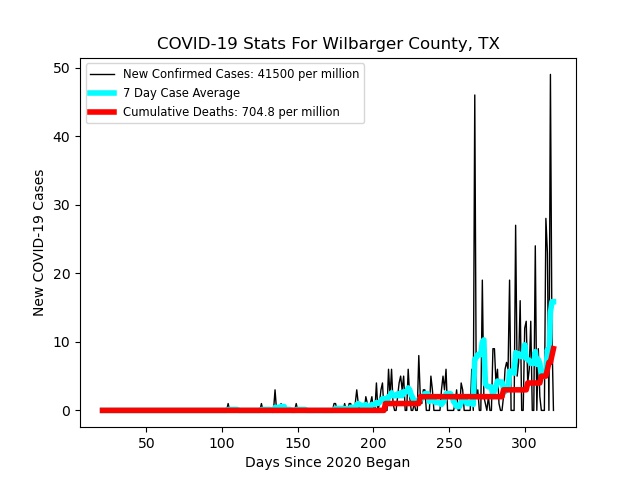 COVID-19 Stats For Wilbarger County, TX
New Confirmed Cases: 41500 per million
7 Day Case Average
Cumulative Deaths: 704.8 per million
New COVID-19 Cases
50
40
30
20
10
0
50 100 150 200 250 300
Days Since 2020 Began